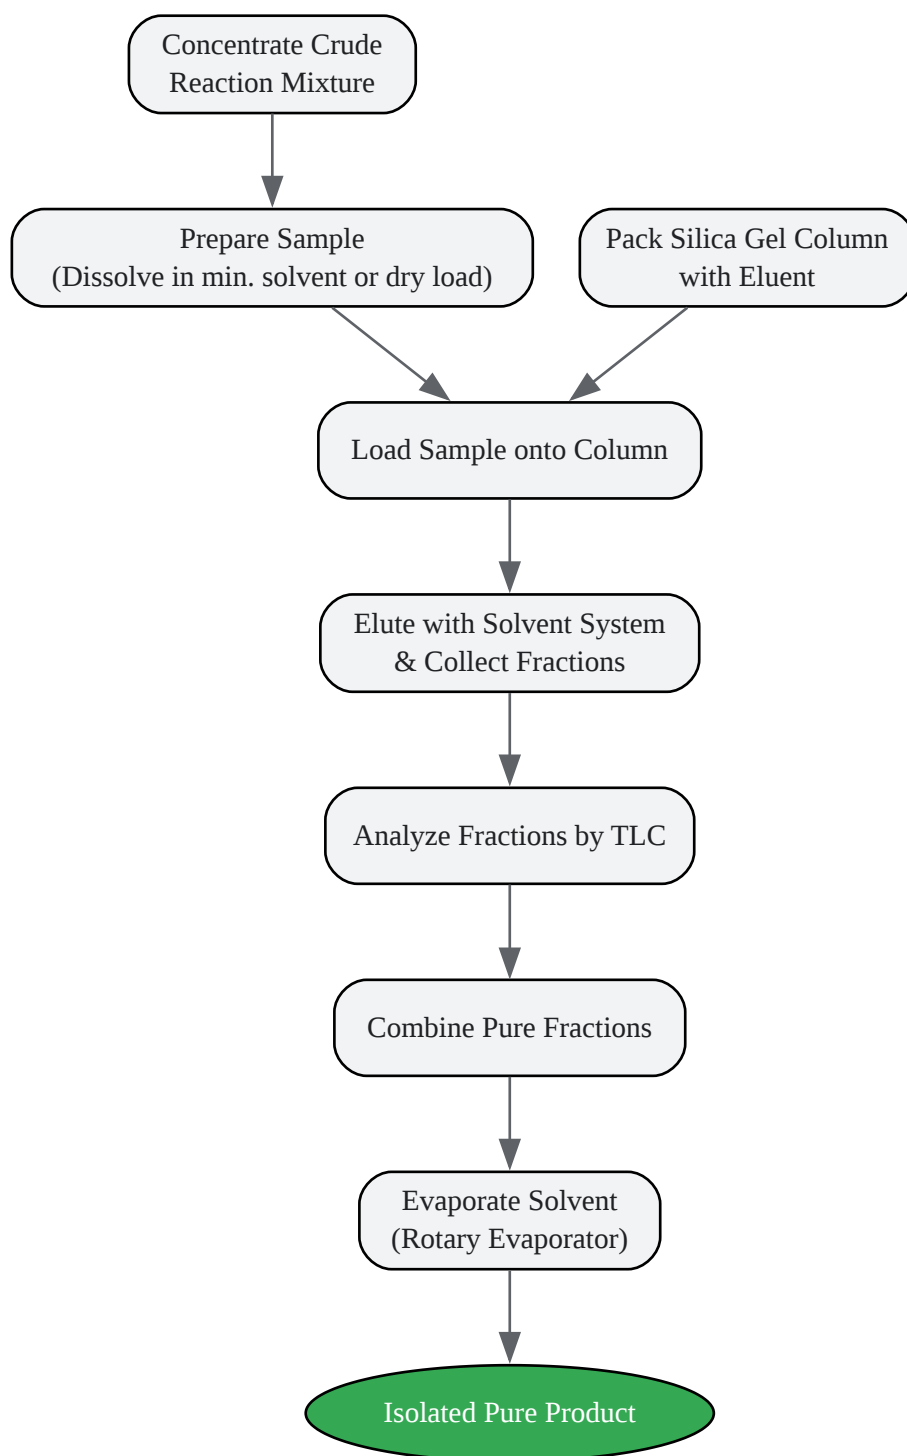 Concentrate Crude
Reaction Mixture
Prepare Sample
(Dissolve in min. solvent or dry load)
Pack Silica Gel Column
with Eluent
Load Sample onto Column
Elute with Solvent System
& Collect Fractions
Analyze Fractions by TLC
Combine Pure Fractions
Evaporate Solvent
(Rotary Evaporator)
Isolated Pure Product